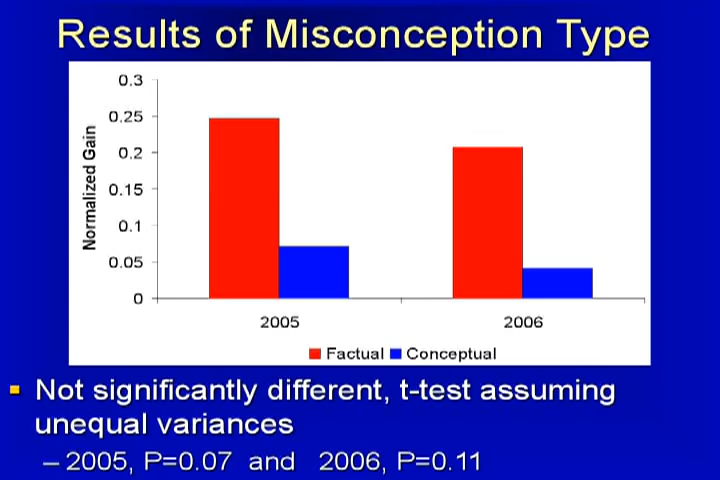 Results of Misconception Type
0.3
0.25
0.2
0.15
0.1
0.05
0
Normalized Gain
2005
2006
Factual
Conceptual
Not significantly different, t-test assuming
unequal variances
– 2005, P=0.07 and 2006, P=0.11